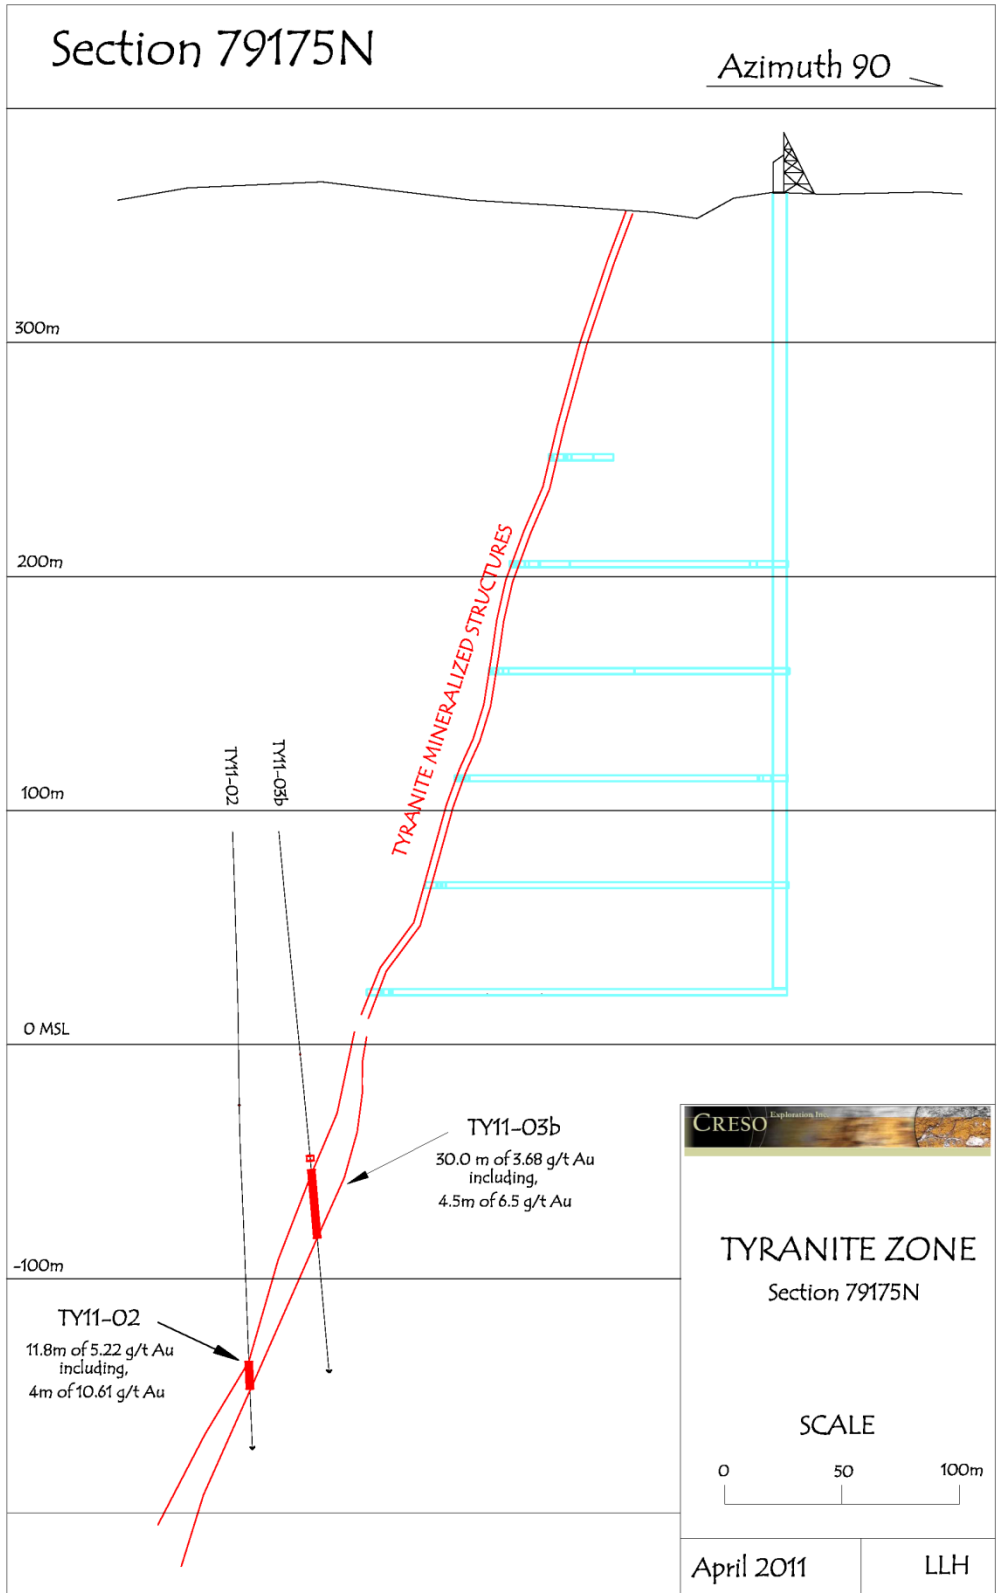 Section 79175N
Azimuth 90
300m
200m
TYRANITE MINERALIZED STRUCTURES
TY11-02
TY11-03b
100m
0 MSL
TY11-03b
30.0 m of 3.68 g/t Au
including,
4.5m of 6.5 g/t Au
-100m
TY11-02
11.8m of 5.22 g/t Au
including,
4m of 10.61 g/t Au
CRESO Exploration Inc.
TYRANITE ZONE
Section 79175N
SCALE
0 50 100m
April 2011 LLH